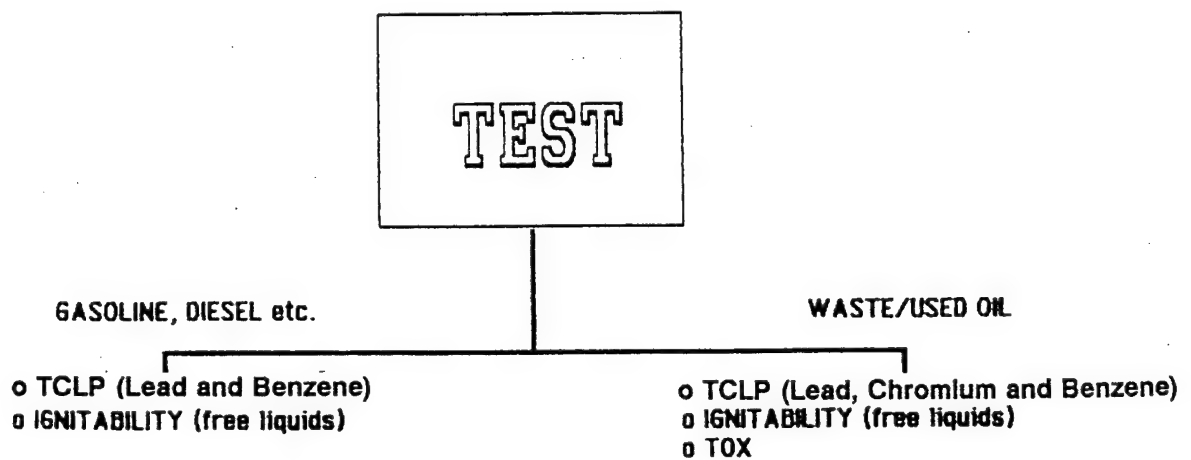 TEST
GASOLINE, DIESEL etc.
WASTE/USED OIL
o TCLP (Lead and Benzene)
o IGNITABILITY (free liquids)
o TCLP (Lead, Chromium and Benzene)
o IGNITABILITY (free liquids)
o TOX